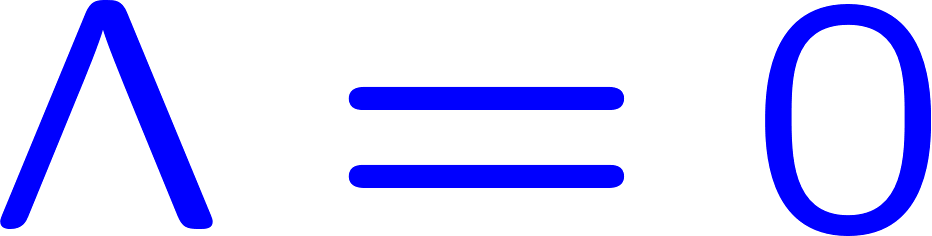 Λ = 0